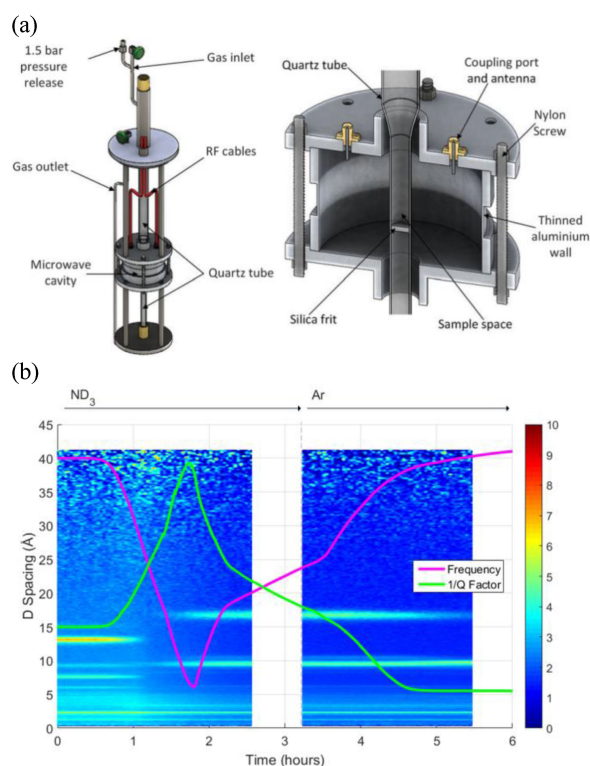 (a)
1.5 bar
pressure
release
Gas inlet
Gas outlet
RF cables
Microwave
cavity
Quartz tube
Quartz tube
Coupling port
and antenna
Nylon
Screw
Thinned
aluminium
wall
Silica frit
Sample space
(b)
ND3
Ar
45
40
35
30
25
20
15
10
5
0
D Spacing (Å)
Frequency
1/Q Factor
10
9
8
7
6
5
4
3
2
1
0
0 1 2 3 4 5 6
Time (hours)